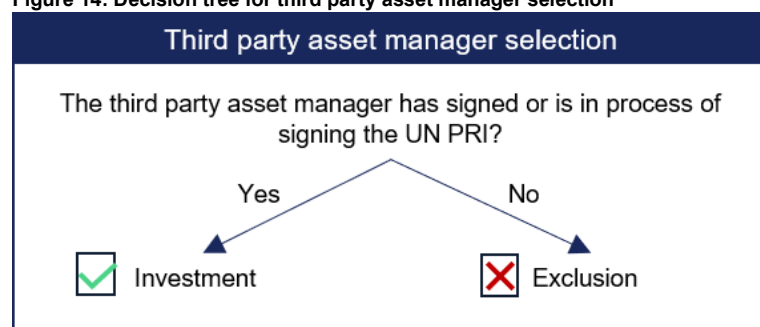 Figure 14: Decision tree for third party asset manager selection
Third party asset manager selection
The third party asset manager has signed or is in process of
signing the UN PRI?
Yes
No
Investment
Exclusion